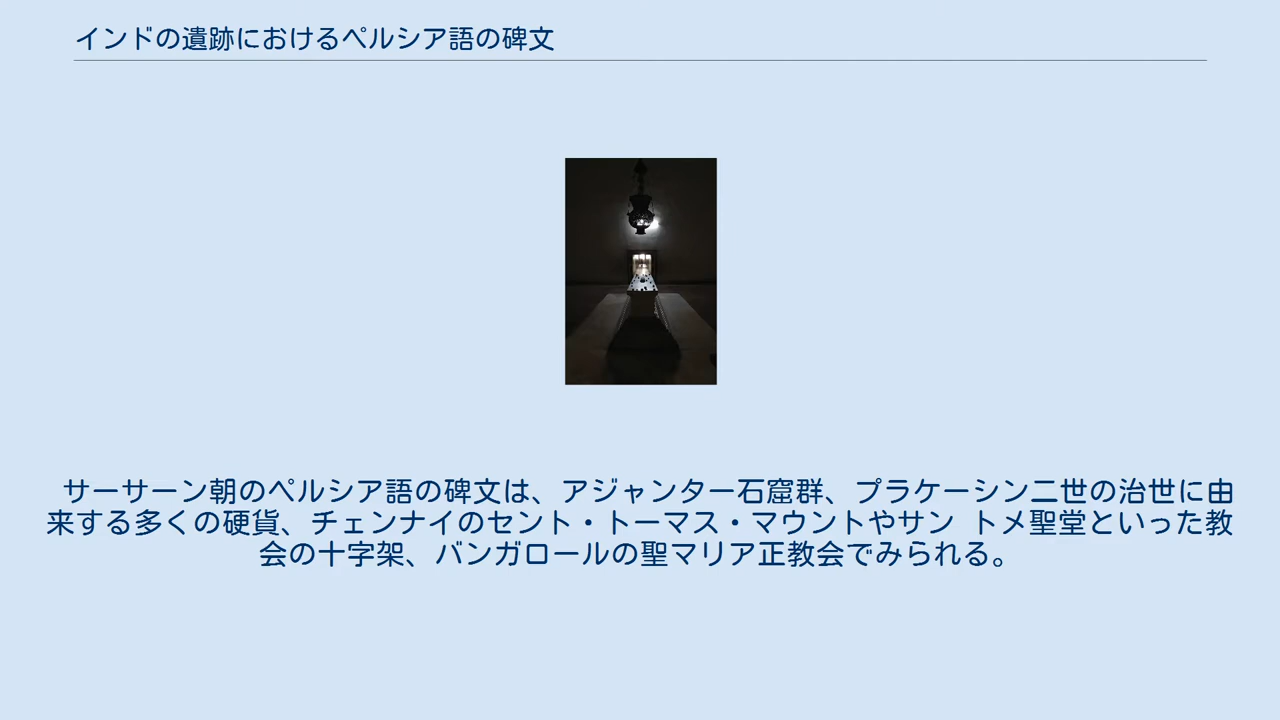 インドの遺跡におけるペルシア語の碑文
サーサーン朝のペルシア語の碑文は、アジャンター石窟群、プラケーシン二世の治世に由
来する多くの硬貨、チェンナイのセント・トーマス・マウントやサン トメ聖堂といった教
会の十字架、バンガロールの聖マリア正教会でみられる。